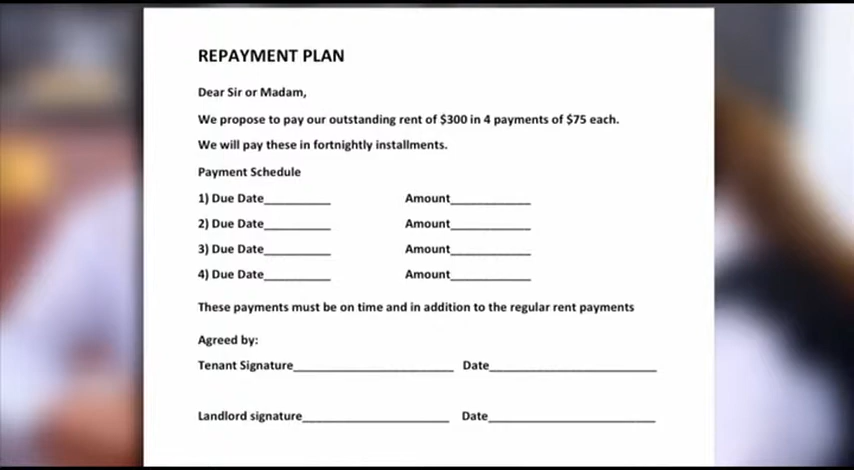 REPAYMENT PLAN
Dear Sir or Madam,
We propose to pay our outstanding rent of $300 in 4 payments of $75 each.
We will pay these in fortnightly installments.
Payment Schedule
1) Due Date__________ Amount____________
2) Due Date__________ Amount____________
3) Due Date__________ Amount____________
4) Due Date__________ Amount____________
These payments must be on time and in addition to the regular rent payments
Agreed by:
Tenant Signature________________________ Date_________________________
Landlord signature______________________ Date_________________________